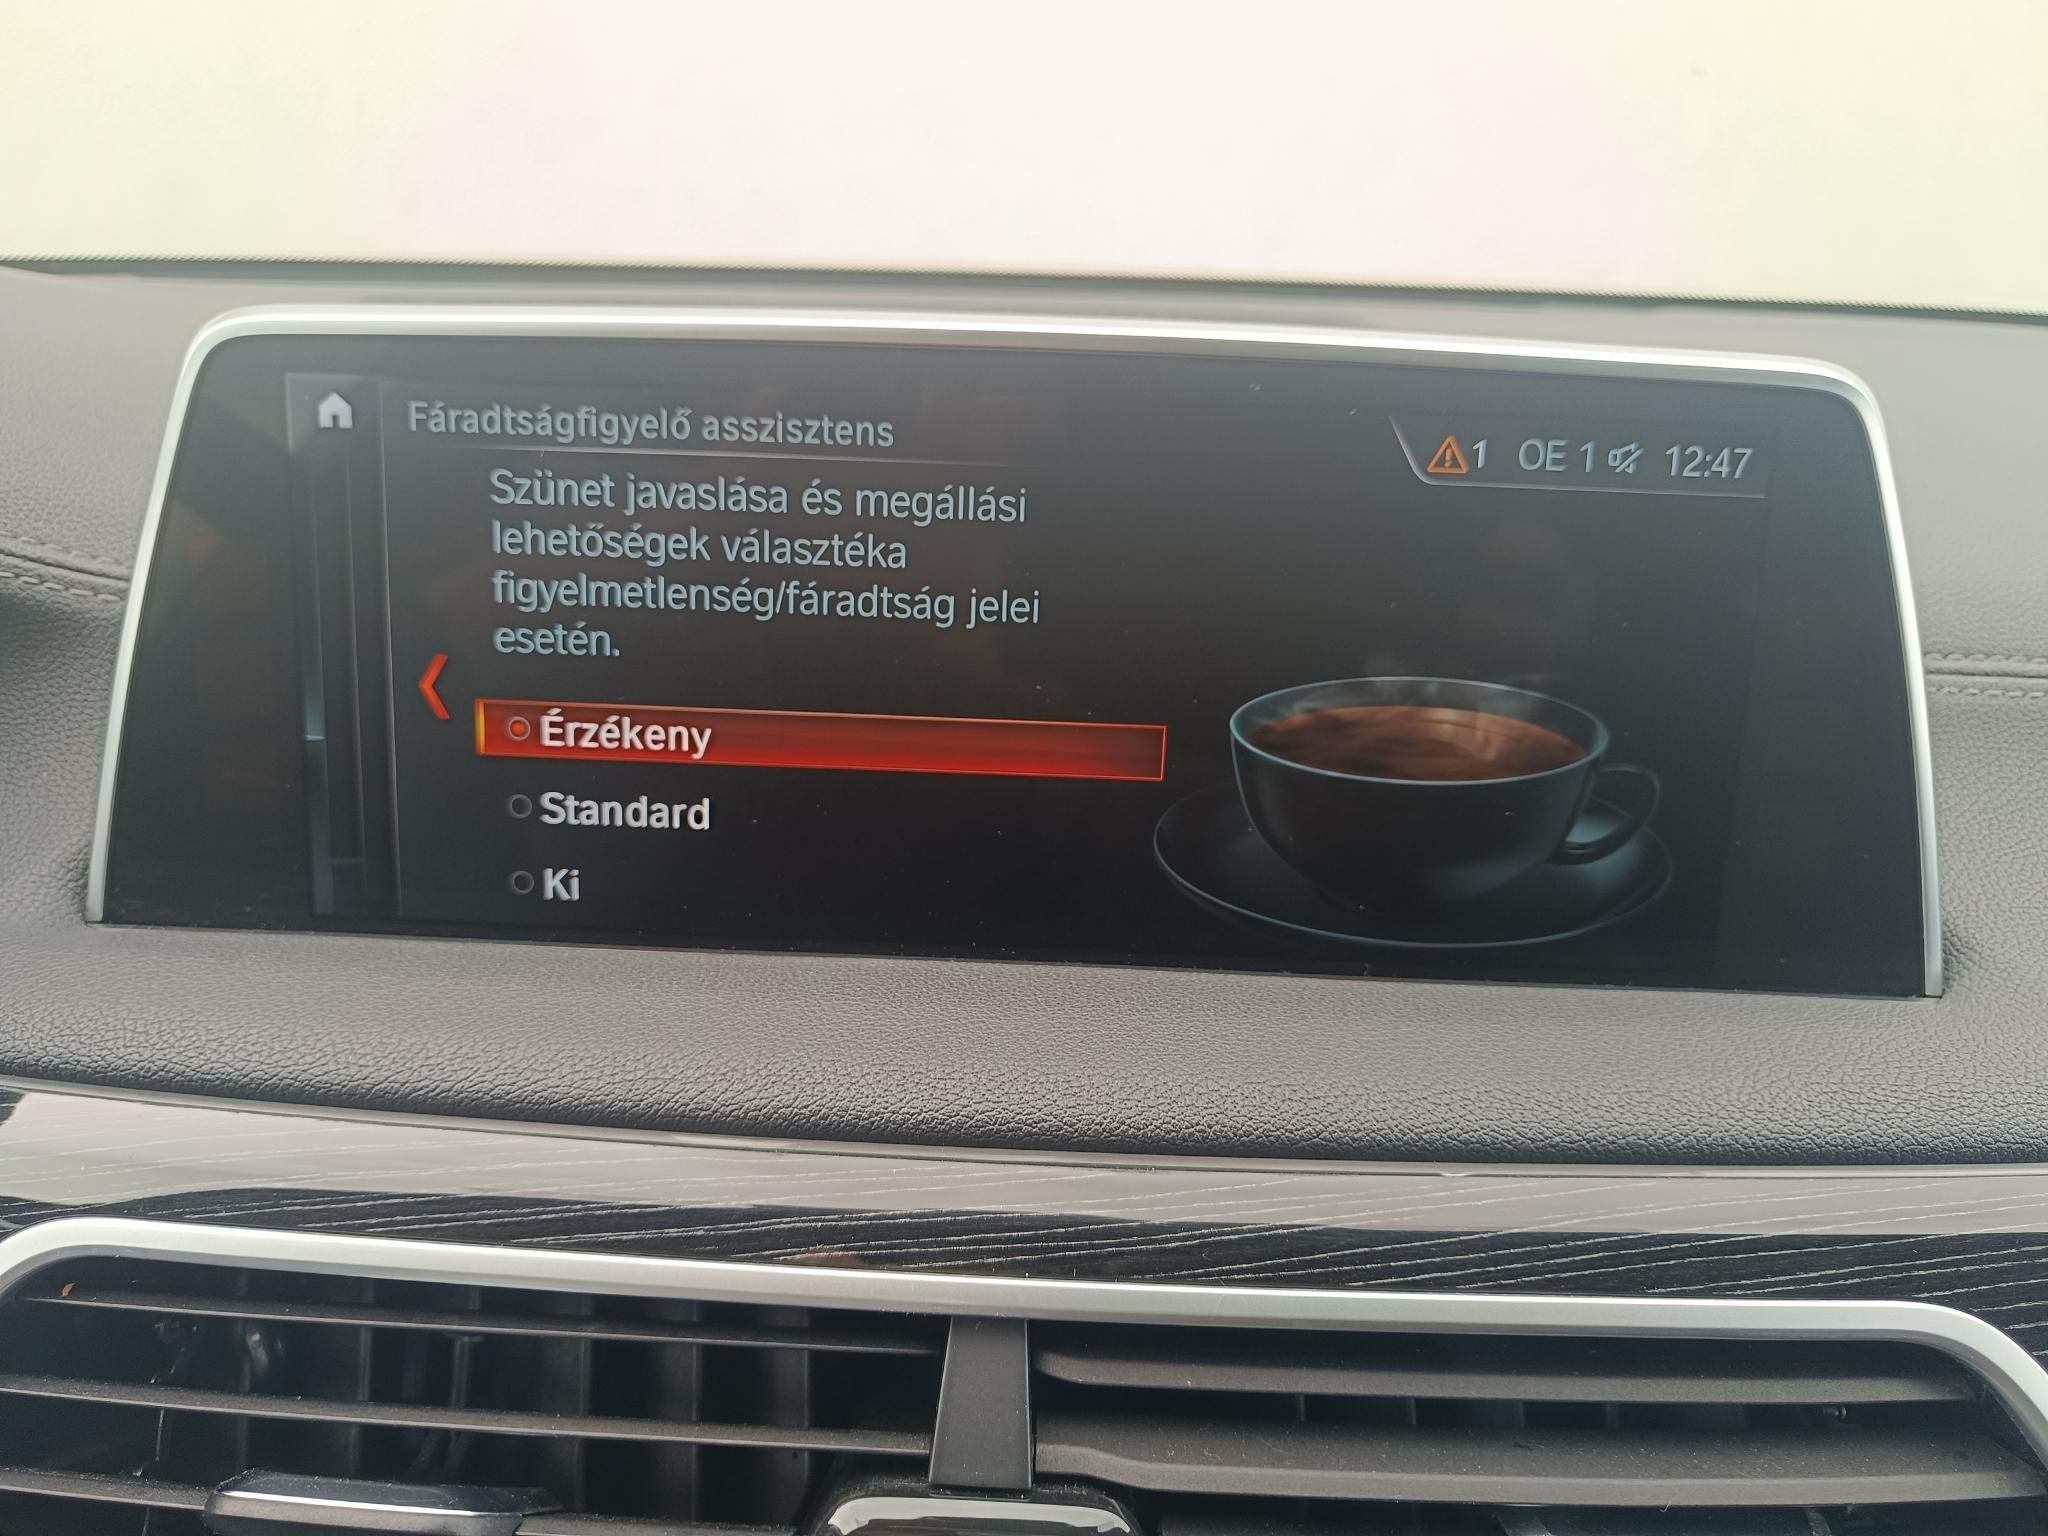 Fáradtságfigyelő asszisztens
1 OE 1 12:47
Szünet javaslása és megállási
lehetőségek választéka
figyelmetlenség/fáradtság jelei
esetén.
Érzékeny
Standard
Ki